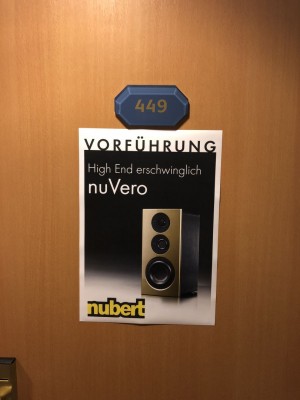 449
VORFÜHRUNG
High End erschwinglich
nuVero
nubert